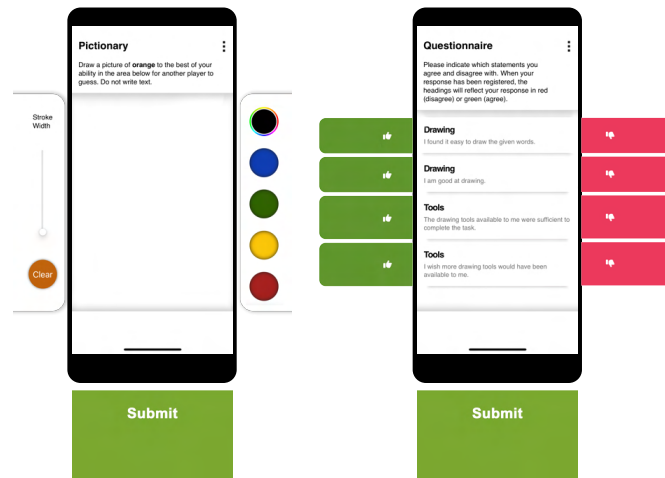 Pictionary
Draw a picture of orange to the best of your
ability in the area below for another player to
guess. Do not write text.
Stroke
Width
Clear
Submit
Questionnaire
Please indicate which statements you
agree and disagree with. When your
response has been registered, the
headings will reflect your response in red
(disagree) or green (agree).
Drawing
I found it easy to draw the given words.
Drawing
I am good at drawing.
Tools
The drawing tools available to me were sufficient to
complete the task.
Tools
I wish more drawing tools would have been
available to me.
Submit